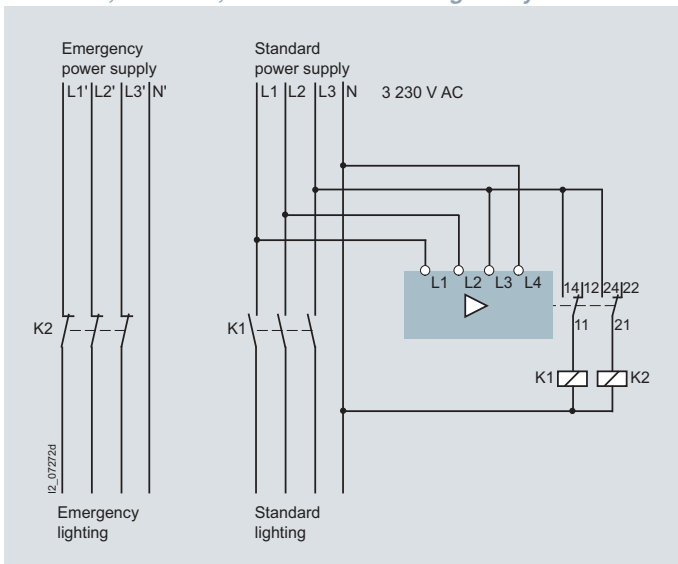 Emergency
power supply
Standard
power supply
L1' L2' L3' N'
L1 L2 L3 N 3 230 V AC
L1 L2 L3 L4
14 12 24 22
K2
K1
11 21
K1 K2
I2_07272d
Emergency
lighting
Standard
lighting